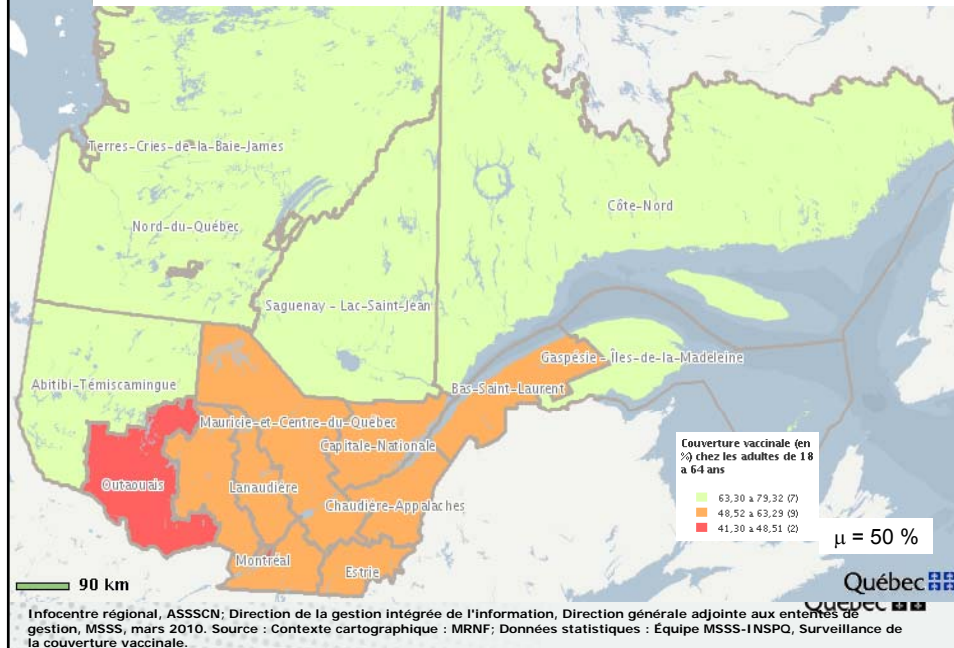 Terres-Cries-de-la-Baie-James
Nord-du-Québec
Côte-Nord
Saguenay - Lac-Saint-Jean
Gaspésie - Îles-de-la-Madeleine
Abitibi-Témiscamingue
Bas-Saint-Laurent
Mauricie-et-Centre-du-Québec
Capitale-Nationale
Outaouais
Lanaudière
Chaudière-Appalaches
Montréal
Estrie
Couverture vaccinale (en
%) chez les adultes de 18
a 64 ans
63,30 à 79,32 (7)
48,52 à 63,29 (9)
41,30 à 48,51 (2)
µ = 50 %
90 km
Québec
Québec
Infocentre régional, ASSSCN; Direction de la gestion intégrée de l'information, Direction générale adjointe aux ententes de
gestion, MSSS, mars 2010. Source : Contexte cartographique : MRNF; Données statistiques : Équipe MSSS-INSPQ, Surveillance de
la couverture vaccinale.